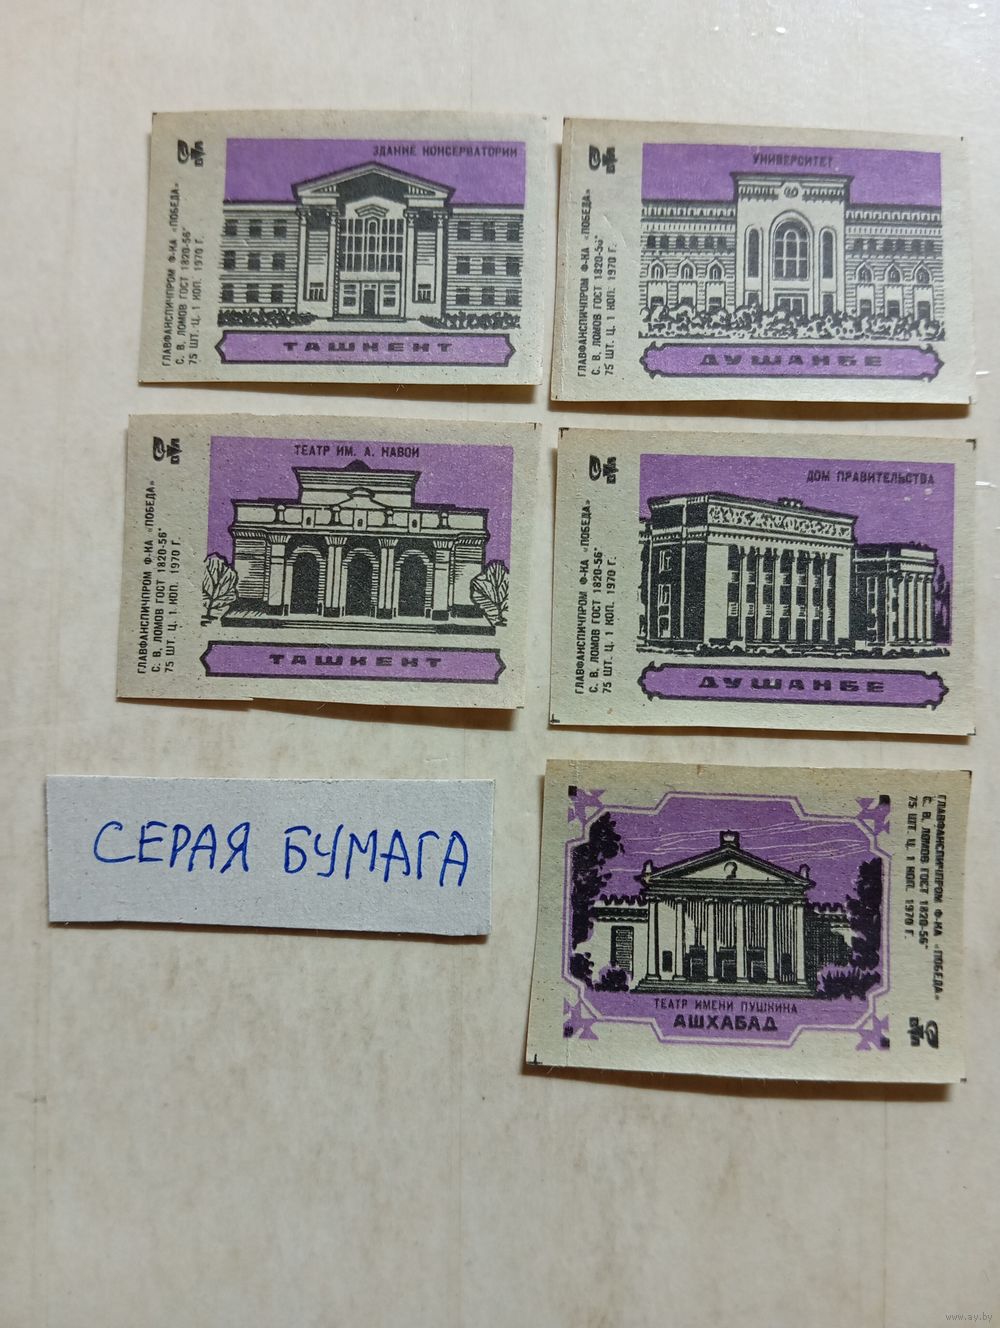 ЗДАНИЕ КОНСЕРВАТОРИИ
ТАШКЕНТ
ГЛАВФАНСПИЧПРОМ Ф-КА «ПОБЕДА»
С. В. ЛОМОВ ГОСТ 1820-56*
75 ШТ. Ц. 1 КОП. 1970 Г.
УНИВЕРСИТЕТ
ДУШАНБЕ
ГЛАВФАНСПИЧПРОМ Ф-КА «ПОБЕДА»
С. В. ЛОМОВ ГОСТ 1820-56*
75 ШТ. Ц. 1 КОП. 1970 Г.
ТЕАТР ИМ. А. НАВОИ
ТАШКЕНТ
ГЛАВФАНСПИЧПРОМ Ф-КА «ПОБЕДА»
С. В. ЛОМОВ ГОСТ 1820-56*
75 ШТ. Ц. 1 КОП. 1970 Г.
ДОМ ПРАВИТЕЛЬСТВА
ДУШАНБЕ
ГЛАВФАНСПИЧПРОМ Ф-КА «ПОБЕДА»
С. В. ЛОМОВ ГОСТ 1820-56*
75 ШТ. Ц. 1 КОП. 1970 Г.
СЕРАЯ БУМАГА
ТЕАТР ИМЕНИ ПУШКИНА
АШХАБАД
ГЛАВФАНСПИЧПРОМ Ф-КА «ПОБЕДА»
С. В. ЛОМОВ ГОСТ 1820-56*
75 ШТ. Ц. 1 КОП. 1970 Г.
www.ay.by